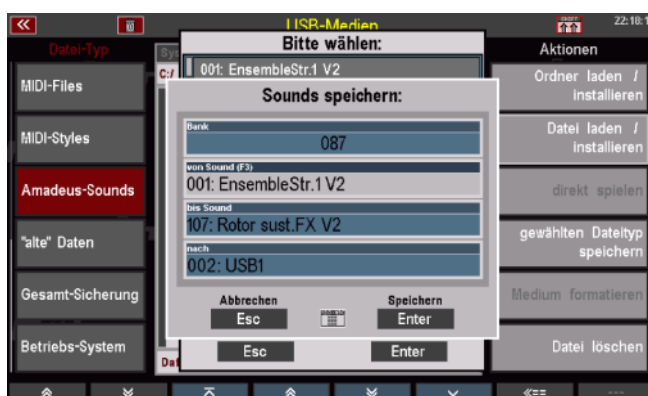 USB-Medien
22:18:1
Datei-Typ
Bitte wählen:
Aktionen
Sys
C:/
001: EnsembleStr.1 V2
MIDI-Files
MIDI-Styles
Amadeus-Sounds
"alte" Daten
Gesamt-Sicherung
Betriebs-System
Sounds speichern:
Bank
087
von Sound (F3)
001: EnsembleStr.1 V2
bis Sound
107: Rotor sust.FX V2
nach
002: USB1
Abbrechen
Esc
Speichern
Enter
Esc
Enter
Dat
Ordner laden /
installieren
Datei laden /
installieren
direkt spielen
gewählten Dateityp
speichern
Medium formatieren
Datei löschen